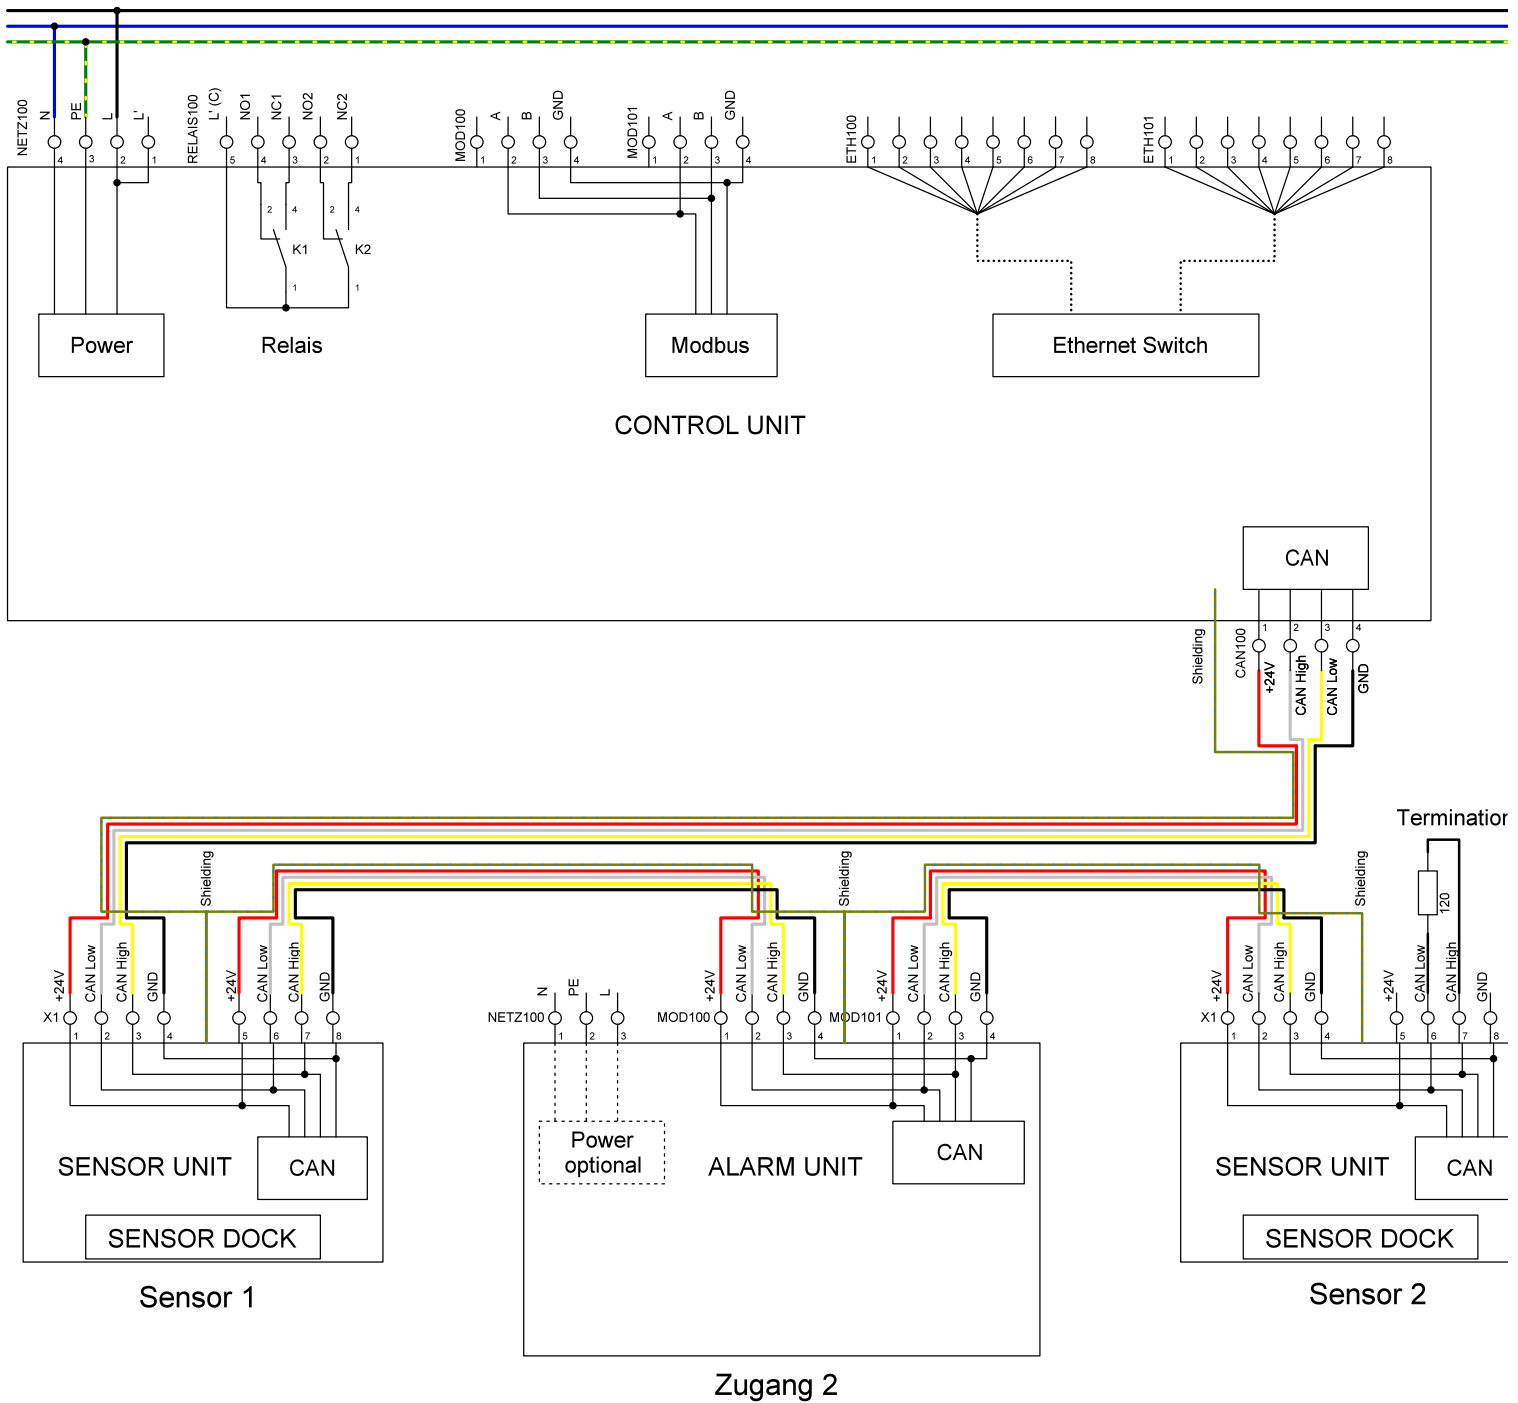 NETZ100 N PE L L'
4 3 2 1
RELAIS100 L' (C) NO1 NC1 NO2 NC2
5 4 3 2 1
MOD100 A B GND
1 2 3 4
MOD101 A B GND
1 2 3 4
ETH100
1 2 3 4 5 6 7 8
ETH101
1 2 3 4 5 6 7 8
2 4 K1 1
2 4 K2 1
Power
Relais
Modbus
Ethernet Switch
CONTROL UNIT
CAN
1 2 3 4
Shielding
CAN100
+24V CAN High CAN Low GND
Termination
120
Shielding
Shielding
Shielding
+24V CAN Low CAN High GND
+24V CAN Low CAN High GND
X1
1 2 3 4 5 6 7 8
N PE L
NETZ100
1 2 3
+24V CAN Low CAN High GND
MOD100
1 2 3 4
+24V CAN Low CAN High GND
MOD101
1 2 3 4
+24V CAN Low CAN High GND
+24V CAN Low CAN High GND
X1
1 2 3 4 5 6 7 8
SENSOR UNIT
CAN
SENSOR DOCK
Sensor 1
Power
optional
ALARM UNIT
CAN
Zugang 2
SENSOR UNIT
CAN
SENSOR DOCK
Sensor 2